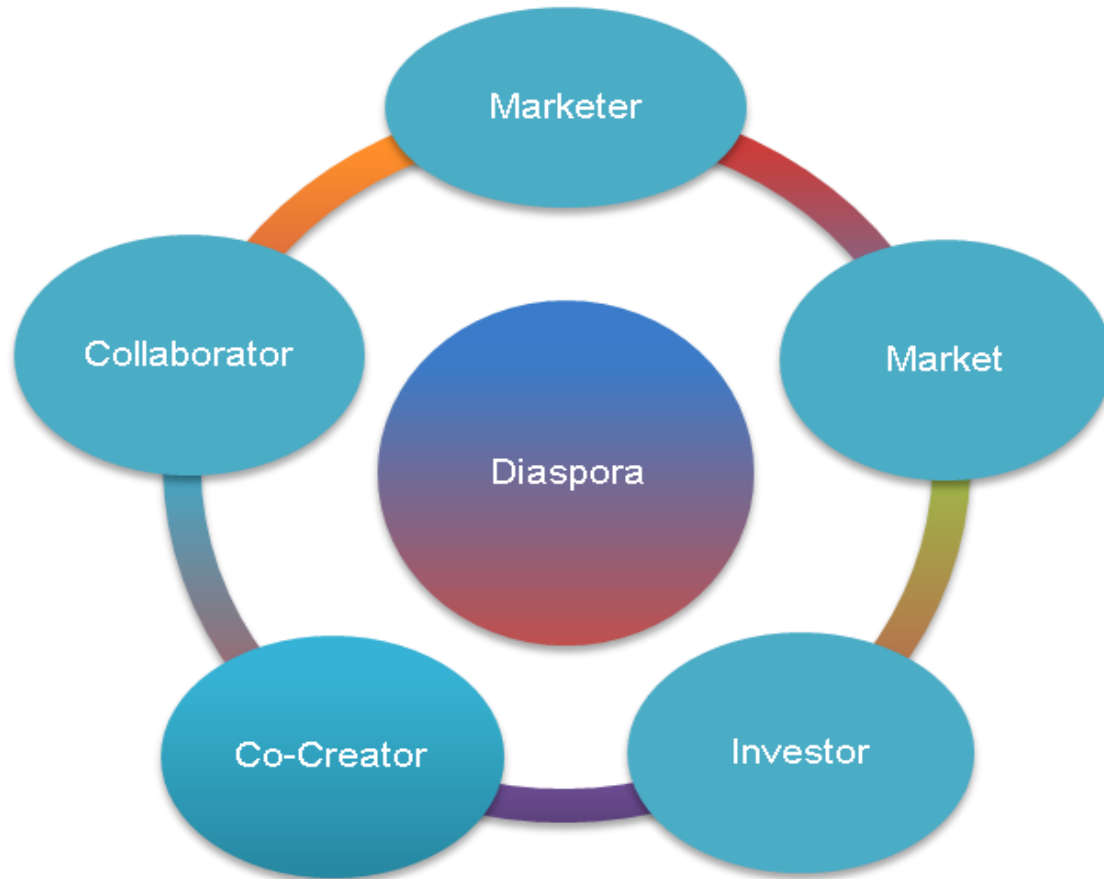 Marketer
Collaborator
Market
Diaspora
Co-Creator
Investor